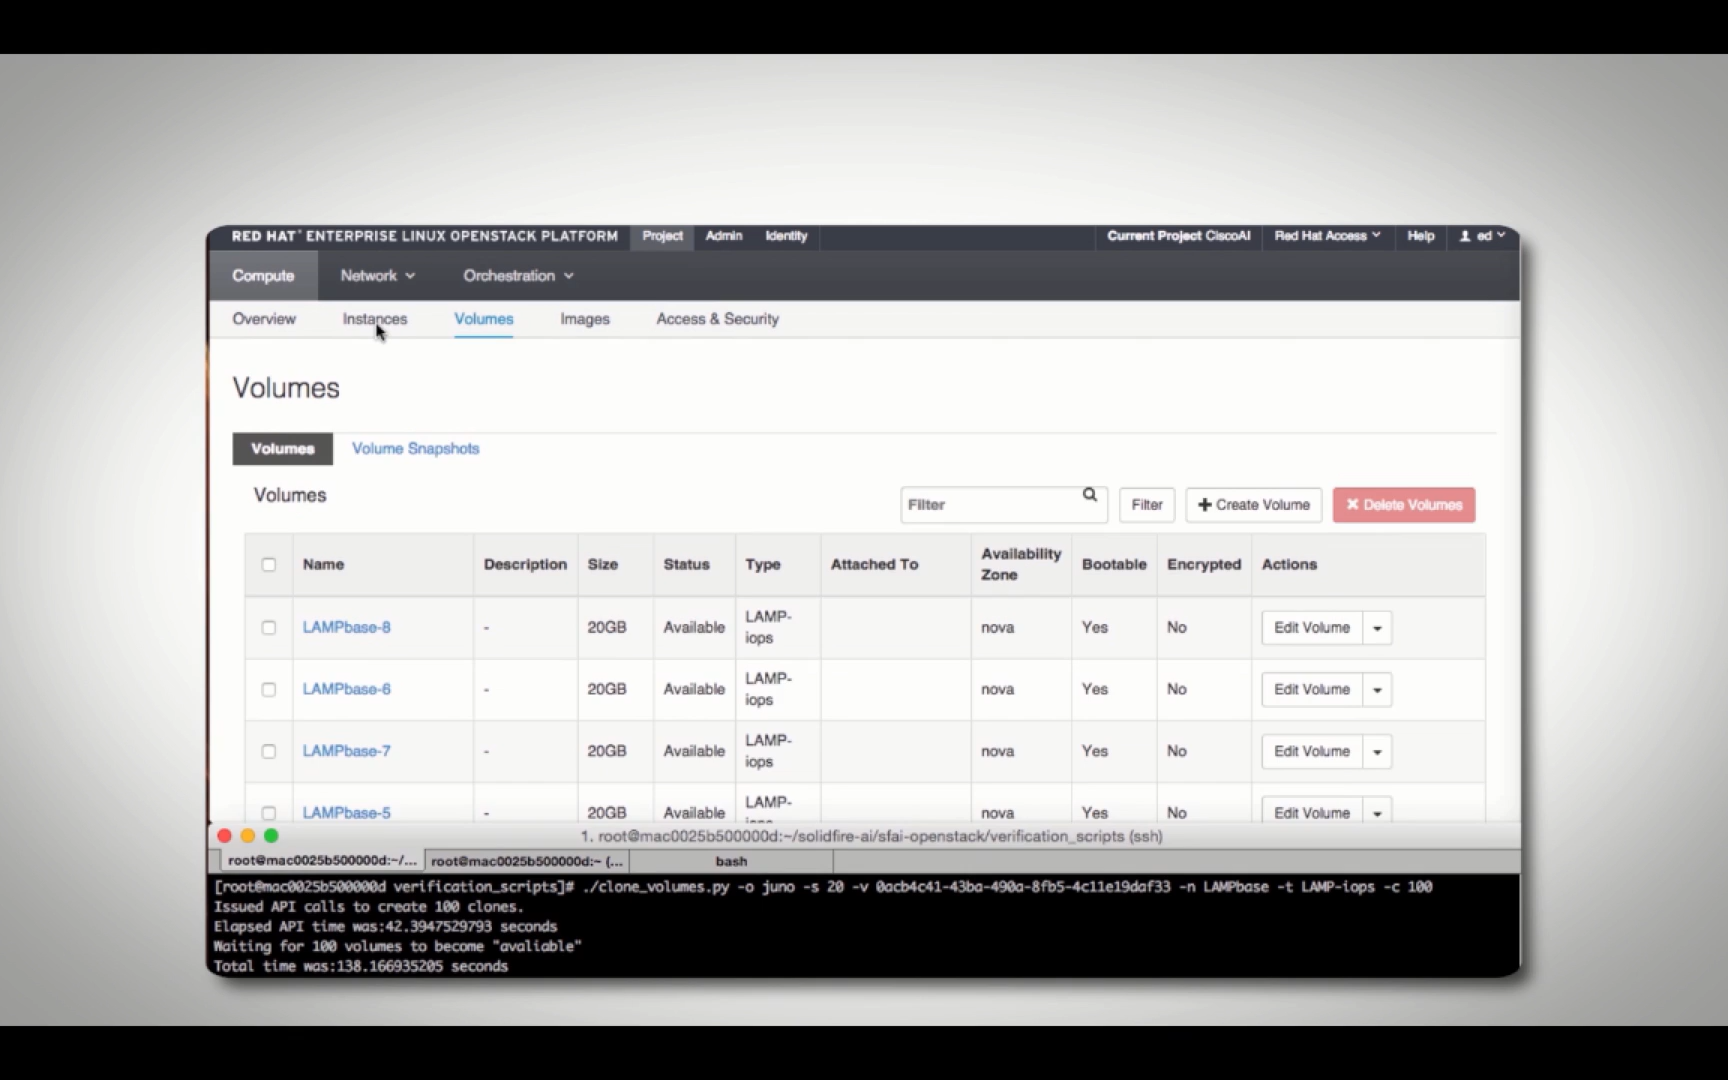 RED HAT® ENTERPRISE LINUX OPENSTACK PLATFORM Project Admin Identity Current Project CiscoAI Red Hat Access Help ed
Compute Network Orchestration
Overview Instances Volumes Images Access & Security
Volumes
Volumes Volume Snapshots
Volumes Filter Filter Create Volume Delete Volumes
Name Description Size Status Type Attached To Availability Zone Bootable Encrypted Actions
LAMPbase-8 - 20GB Available LAMP-iops nova Yes No Edit Volume
LAMPbase-6 - 20GB Available LAMP-iops nova Yes No Edit Volume
LAMPbase-7 - 20GB Available LAMP-iops nova Yes No Edit Volume
LAMPbase-5 - 20GB Available LAMP- nova Yes No Edit Volume
1. root@mac0025b500000d:~/solidfire-ai/sfai-openstack/verification_scripts (ssh)
root@mac0025b500000d:~/... root@mac0025b500000d:~ (... bash
[root@mac0025b500000d verification_scripts]# ./clone_volumes.py -o juno -s 20 -v 0acb4c41-43ba-490a-8fb5-4c11e19daf33 -n LAMPbase -t LAMP-iops -c 100
Issued API calls to create 100 clones.
Elapsed API time was:42.3947529793 seconds
Waiting for 100 volumes to become "avaliable"
Total time was:138.166935205 seconds